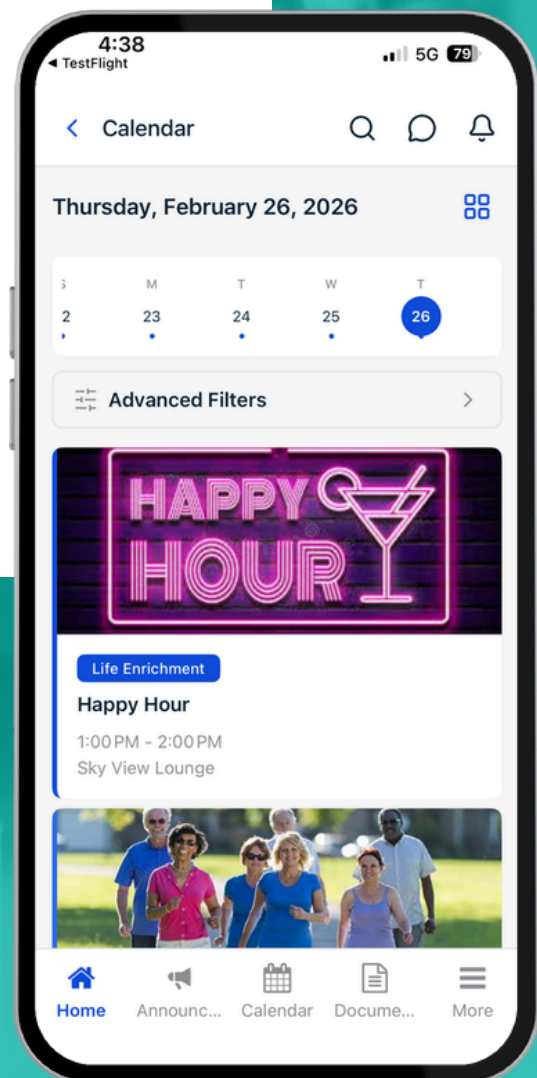 4:38
TestFlight
5G 79
Calendar
Thursday, February 26, 2026
S M T W T
2 23 24 25 26
Advanced Filters
HAPPY
HOUR
Life Enrichment
Happy Hour
1:00 PM - 2:00 PM
Sky View Lounge
Home Announc... Calendar Docume... More